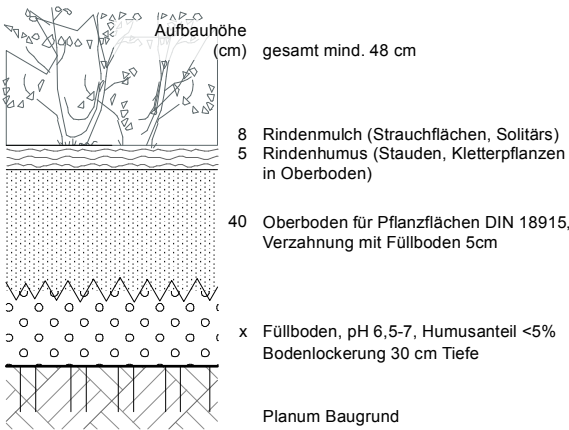 Aufbauhöhe
(cm) gesamt mind. 48 cm
8 Rindenmulch (Strauchflächen, Solitärs)
5 Rindenhumus (Stauden, Kletterpflanzen
in Oberboden)
40 Oberboden für Pflanzflächen DIN 18915,
Verzahnung mit Füllboden 5cm
x Füllboden, pH 6,5-7, Humusanteil <5%
Bodenlockerung 30 cm Tiefe
Planum Baugrund